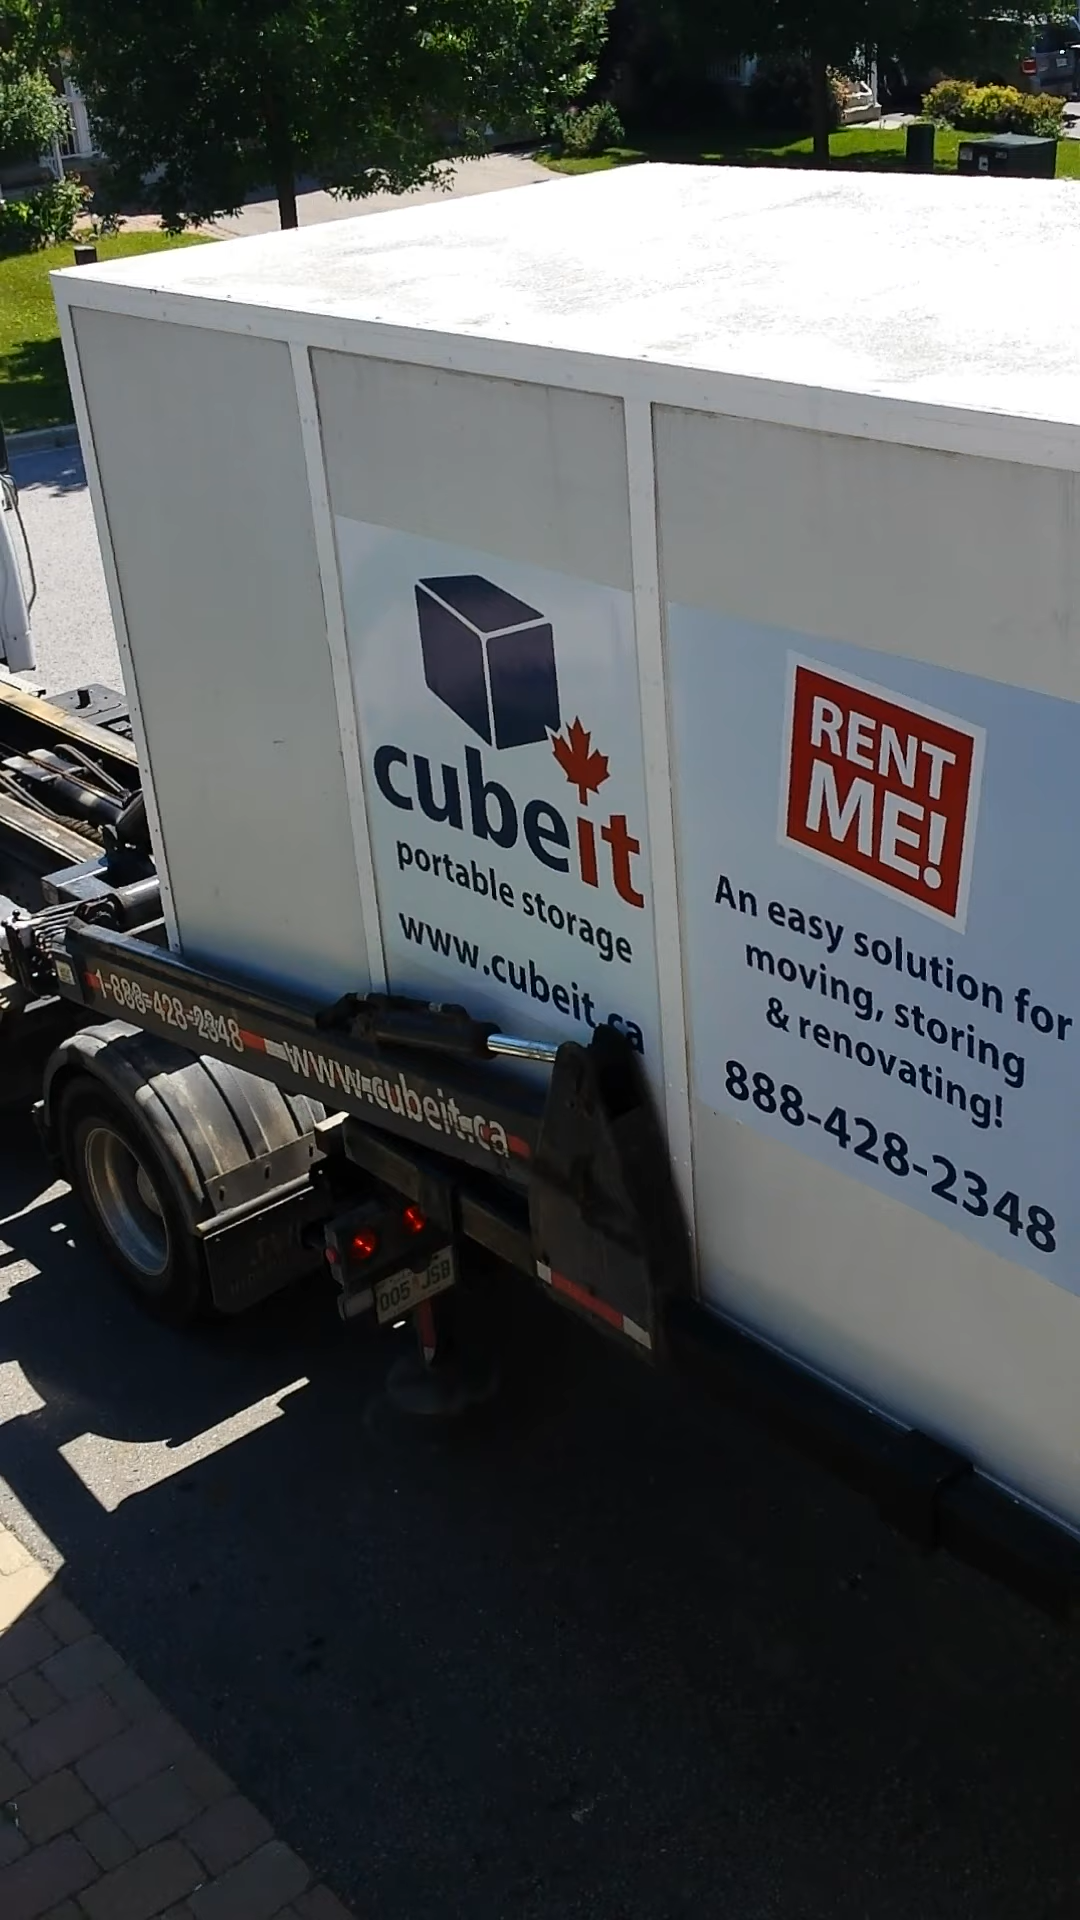 cubeit
portable storage
www.cubeit.ca
RENT
ME!
An easy solution for
moving, storing
& renovating!
888-428-2348
1-888-428-2348
www.cubeit.ca
005 JSB